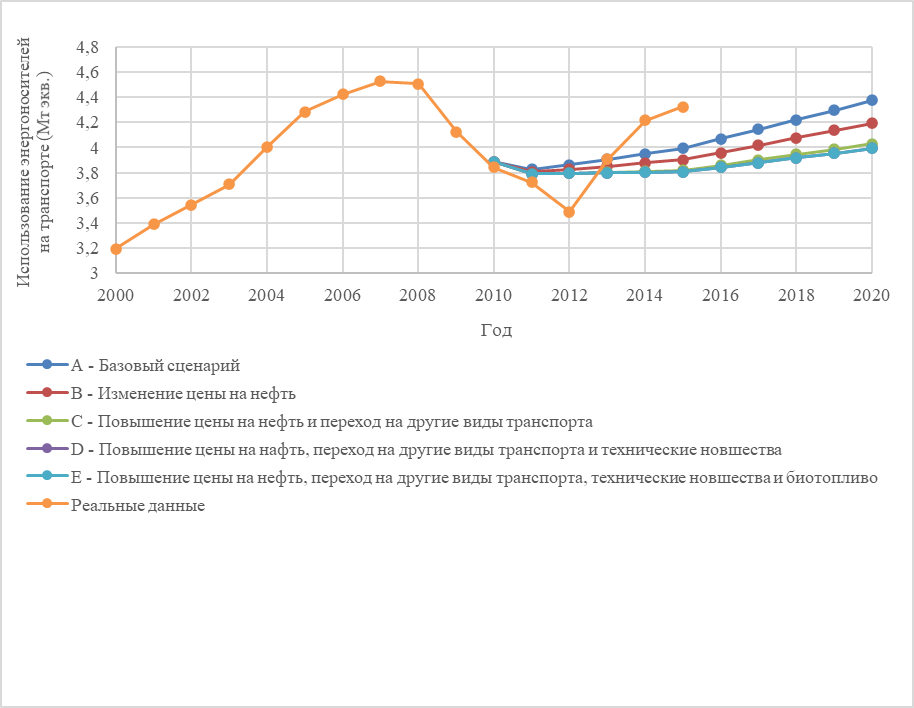 Использование энергоносителей
на транспорте (Мт экв.)
4,8
4,6
4,4
4,2
4
3,8
3,6
3,4
3,2
3
2000 2002 2004 2006 2008 2010 2012 2014 2016 2018 2020
Год
A - Базовый сценарий
B - Изменение цены на нефть
C - Повышение цены на нефть и переход на другие виды транспорта
D - Повышение цены на нафть, переход на другие виды транспорта и технические новшества
E - Повышение цены на нефть, переход на другие виды транспорта, технические новшества и биотопливо
Реальные данные